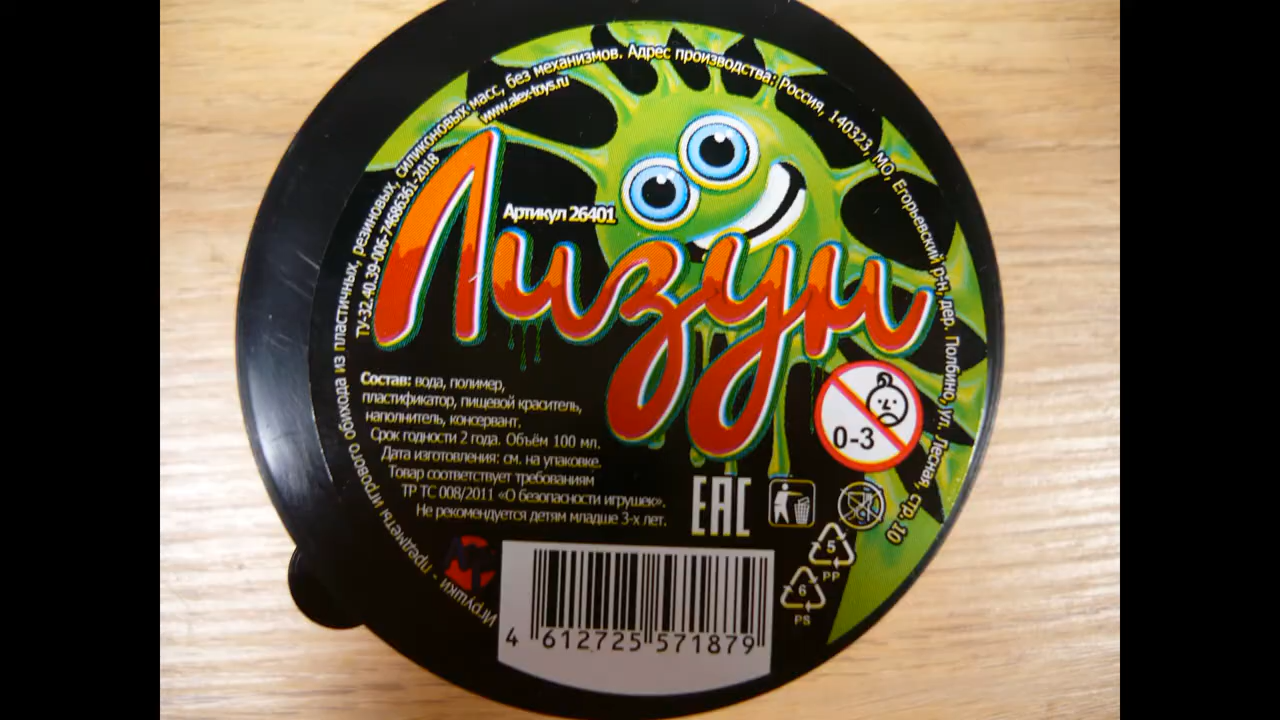 Игрушки - предметы игрового обихода из пластичных, резиновых, силиконовых масс, без механизмов. Адрес производства: Россия, 140323, МО, Егорьевский р-н, дер. Полбино, ул. Лесная, стр. 10
ТУ-32.40.39-006-74686361-2018
www.alex-toys.ru
Артикул 26401
Лизун
Состав: вода, полимер,
пластификатор, пищевой краситель,
наполнитель, консервант.
Срок годности 2 года. Объём 100 мл.
Дата изготовления: см. на упаковке.
Товар соответствует требованиям
ТР ТС 008/2011 «О безопасности игрушек».
Не рекомендуется детям младше 3-х лет.
0-3
EAC
5
PP
6
PS
4 612725 571879